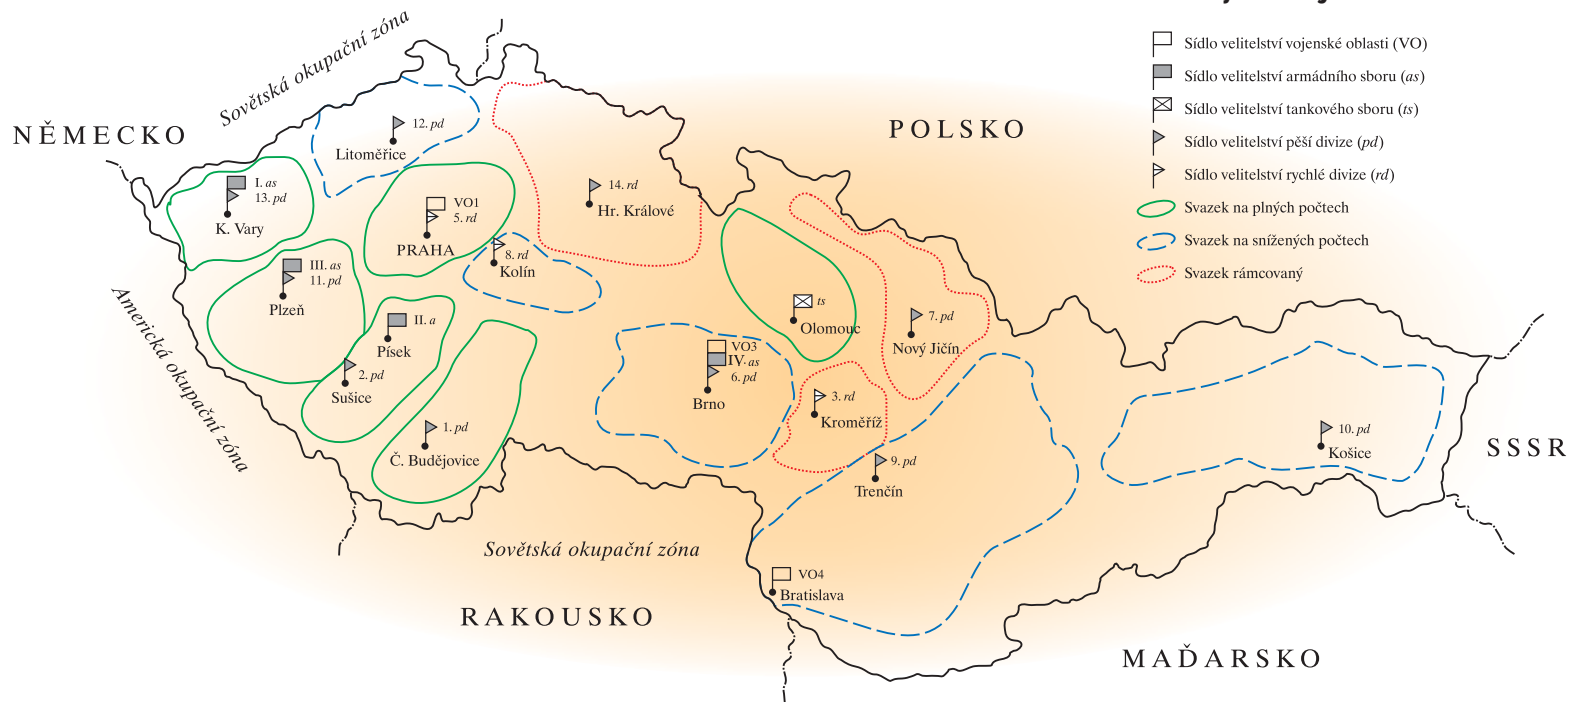 Sídlo velitelství vojenské oblasti (VO)
Sídlo velitelství armádního sboru (as)
Sídlo velitelství tankového sboru (ts)
Sídlo velitelství pěší divize (pd)
Sídlo velitelství rychlé divize (rd)
Svazek na plných počtech
Svazek na snížených počtech
Svazek rámcovaný
Sovětská okupační zóna
NĚMECKO
POLSKO
12. pd
Litoměřice
I. as
13. pd
K. Vary
VO1
5. rd
PRAHA
14. rd
Hr. Králové
8. rd
Kolín
III. as
11. pd
Plzeň
Americká okupační zóna
II. a
Písek
2. pd
Sušice
1. pd
Č. Budějovice
ts
Olomouc
7. pd
Nový Jičín
VO3
IV. as
6. pd
Brno
3. rd
Kroměříž
9. pd
Trenčín
10. pd
Košice
SSSR
Sovětská okupační zóna
VO4
Bratislava
RAKOUSKO
MAĎARSKO